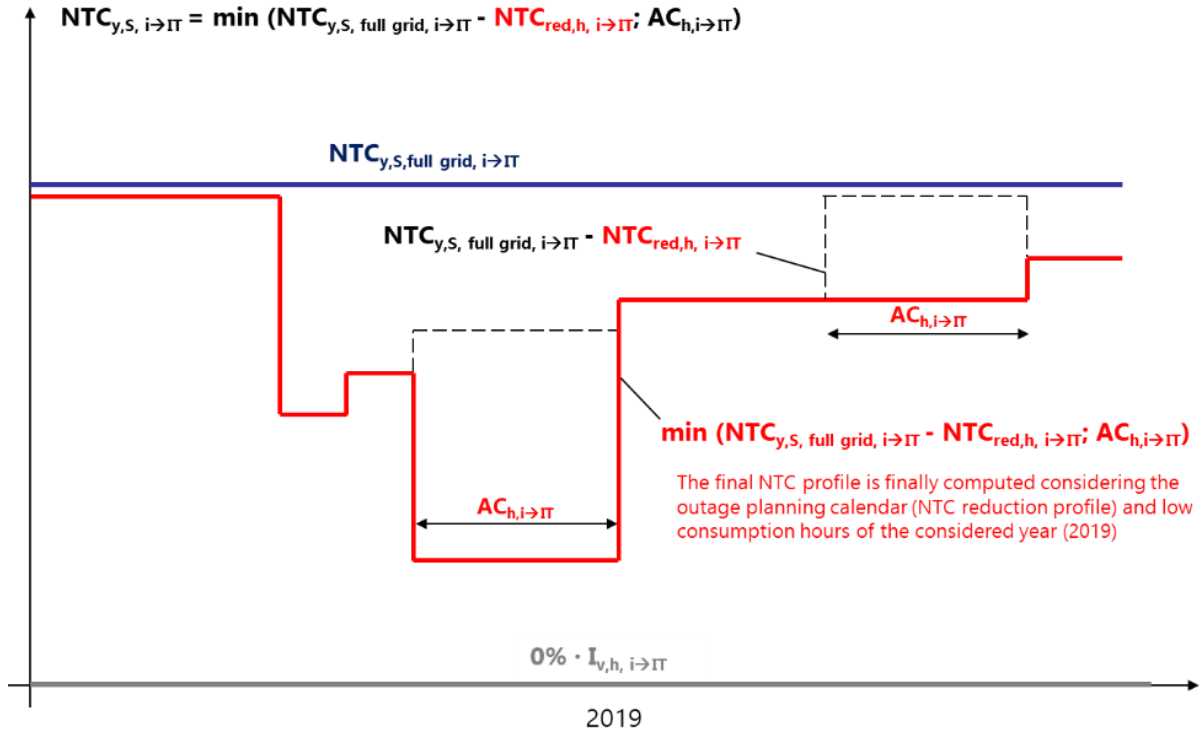 NTCy,S, i→IT = min (NTCy,S, full grid, i→IT - NTCred,h, i→IT; ACh,i→IT)
NTCy,S,full grid, i→IT
NTCy,S, full grid, i→IT - NTCred,h, i→IT
ACh,i→IT
min (NTCy,S, full grid, i→IT - NTCred,h, i→IT; ACh,i→IT)
The final NTC profile is finally computed considering the
outage planning calendar (NTC reduction profile) and low
consumption hours of the considered year (2019)
ACh,i→IT
0% · Iv,h, i→IT
2019